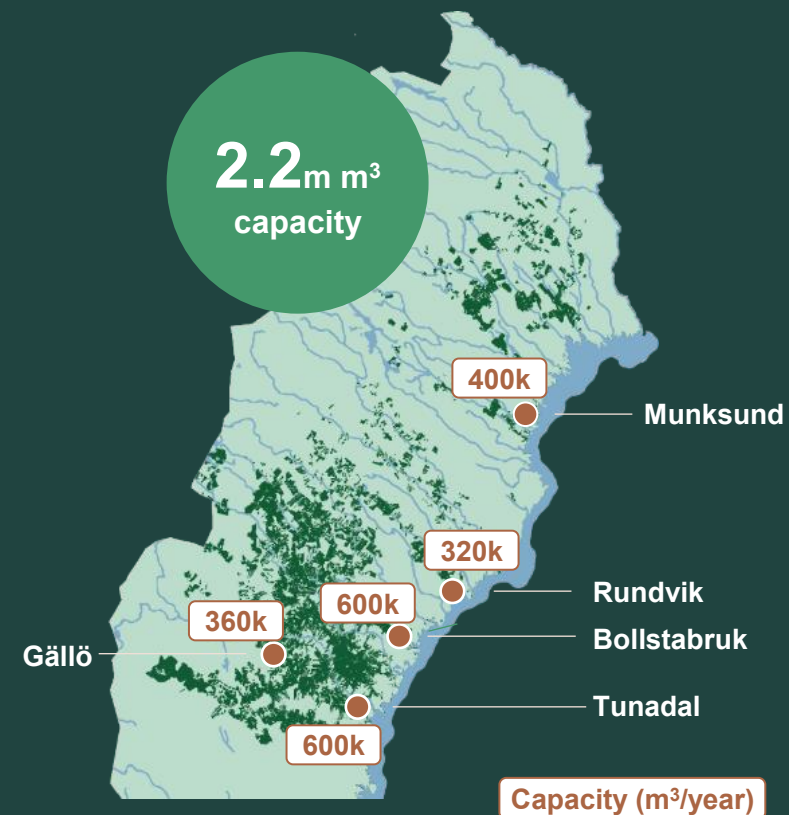 2.2m m³
capacity
400k
Munksund
320k
Rundvik
600k
Bollstabruk
360k
Gällö
Tunadal
600k
Capacity (m³/year)